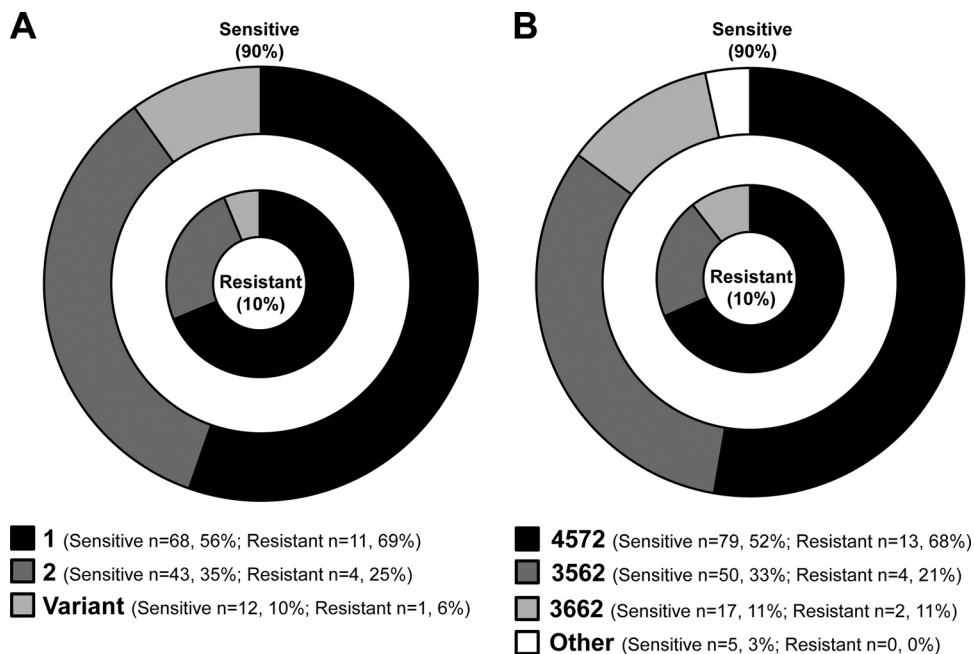 A
Sensitive
(90%)
Resistant
(10%)
1 (Sensitive n=68, 56%; Resistant n=11, 69%)
2 (Sensitive n=43, 35%; Resistant n=4, 25%)
Variant (Sensitive n=12, 10%; Resistant n=1, 6%)
B
Sensitive
(90%)
Resistant
(10%)
4572 (Sensitive n=79, 52%; Resistant n=13, 68%)
3562 (Sensitive n=50, 33%; Resistant n=4, 21%)
3662 (Sensitive n=17, 11%; Resistant n=2, 11%)
Other (Sensitive n=5, 3%; Resistant n=0, 0%)